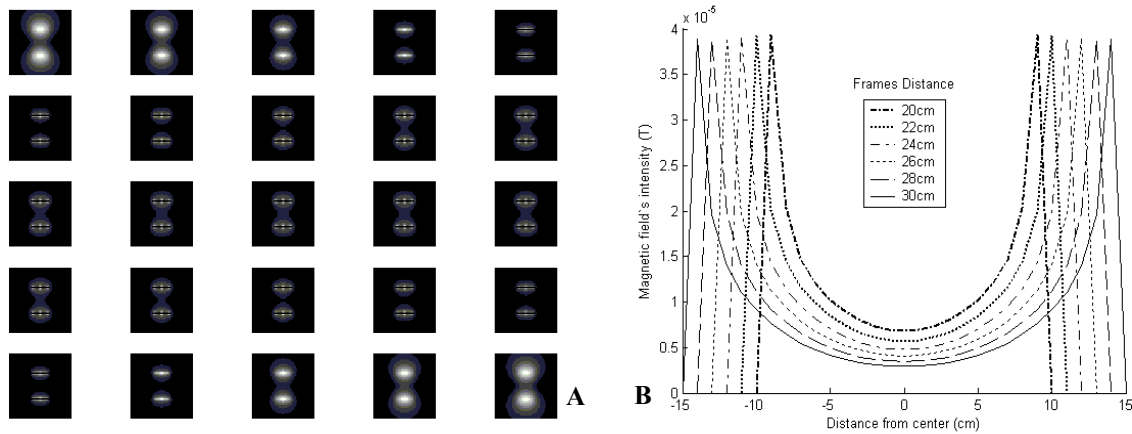 A
B
x 10
-5
4
3.5
3
2.5
2
1.5
1
0.5
0
Magnetic field`s intensity (T)
Frames Distance
20cm
22cm
24cm
26cm
28cm
30cm
-15
-10
-5
0
5
10
15
Distance from center (cm)